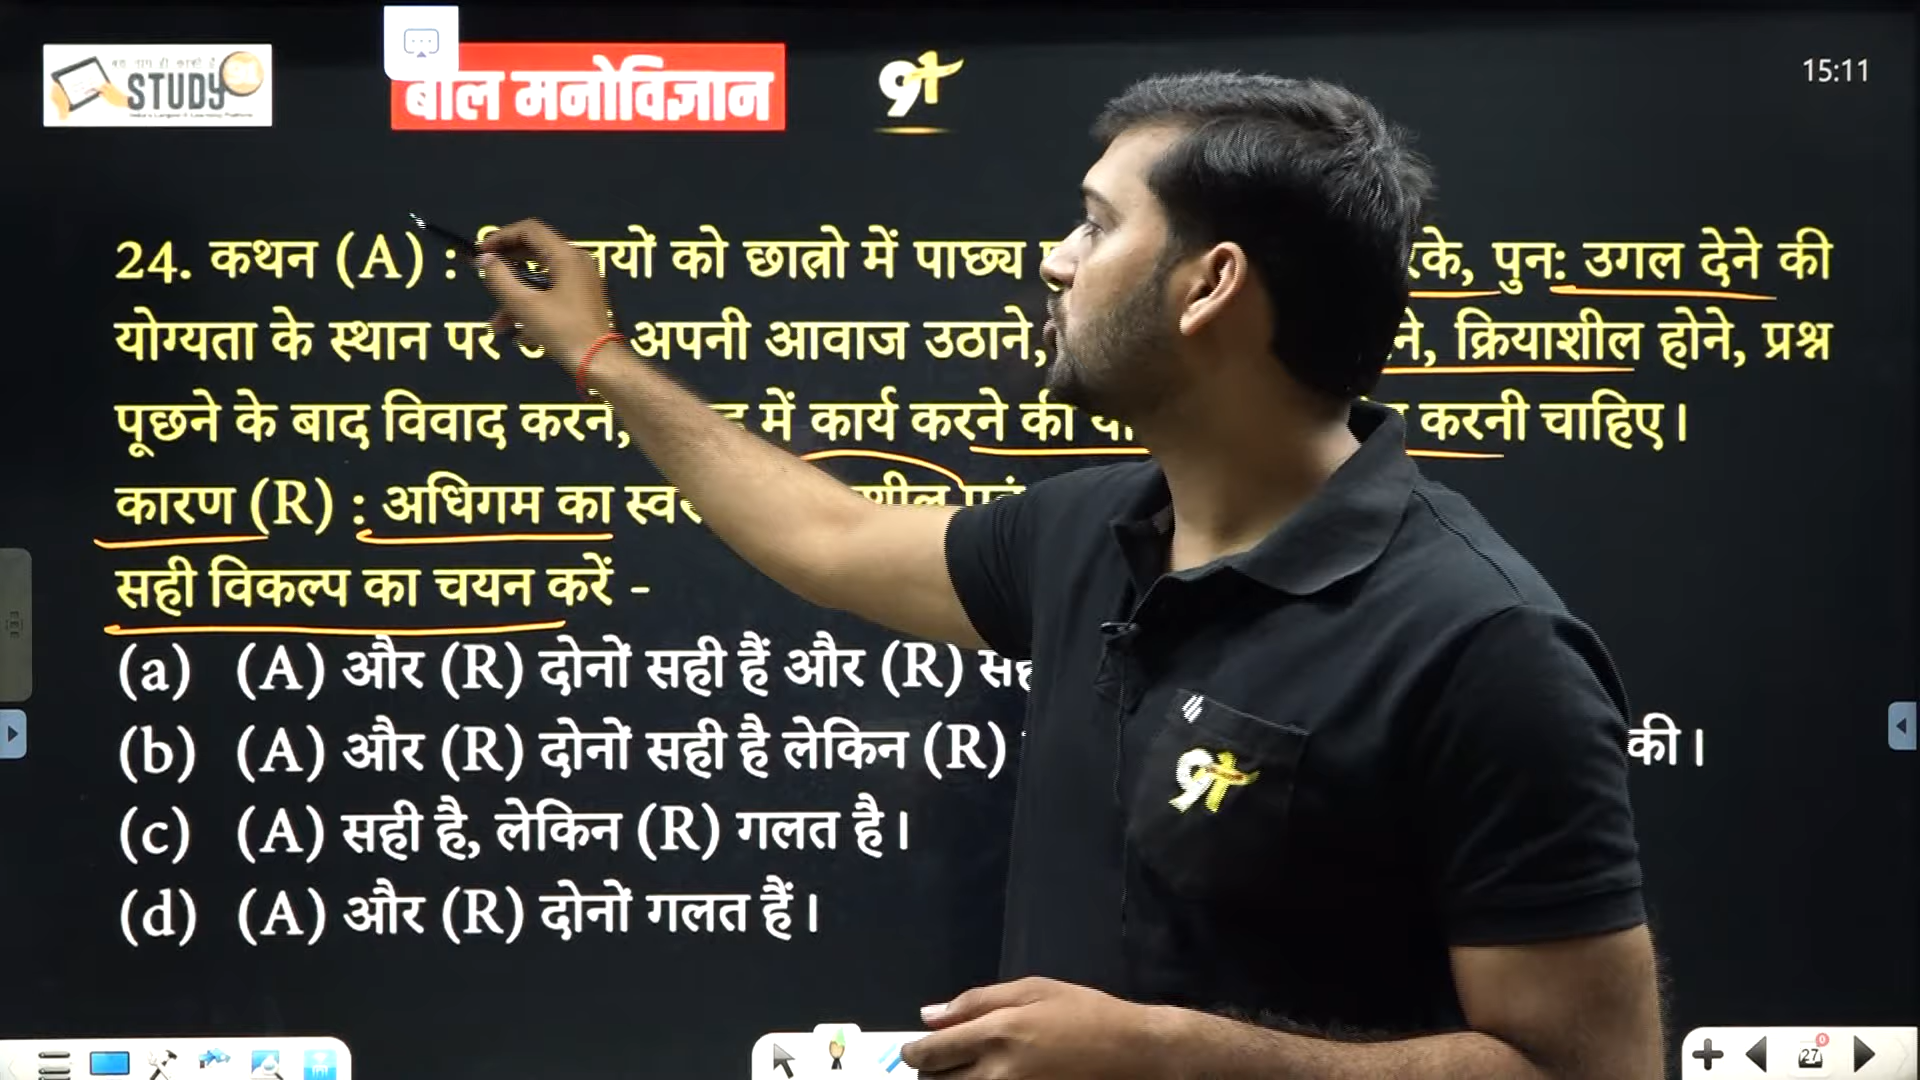 STUDY
बाल मनोविज्ञान
15:11
24. कथन (A) : को छात्रो में पाछ्य पुन: उगल देने की
योग्यता के स्थान पर अपनी आवाज उठाने, क्रियाशील होने, प्रश्न
पूछने के बाद विवाद करने, में कार्य करने की करनी चाहिए।
कारण (R) : अधिगम का
सही विकल्प का चयन करें -
(a) (A) और (R) दोनों सही हैं और (R)
(b) (A) और (R) दोनों सही है लेकिन (R) की।
(c) (A) सही है, लेकिन (R) गलत है।
(d) (A) और (R) दोनों गलत हैं।
27